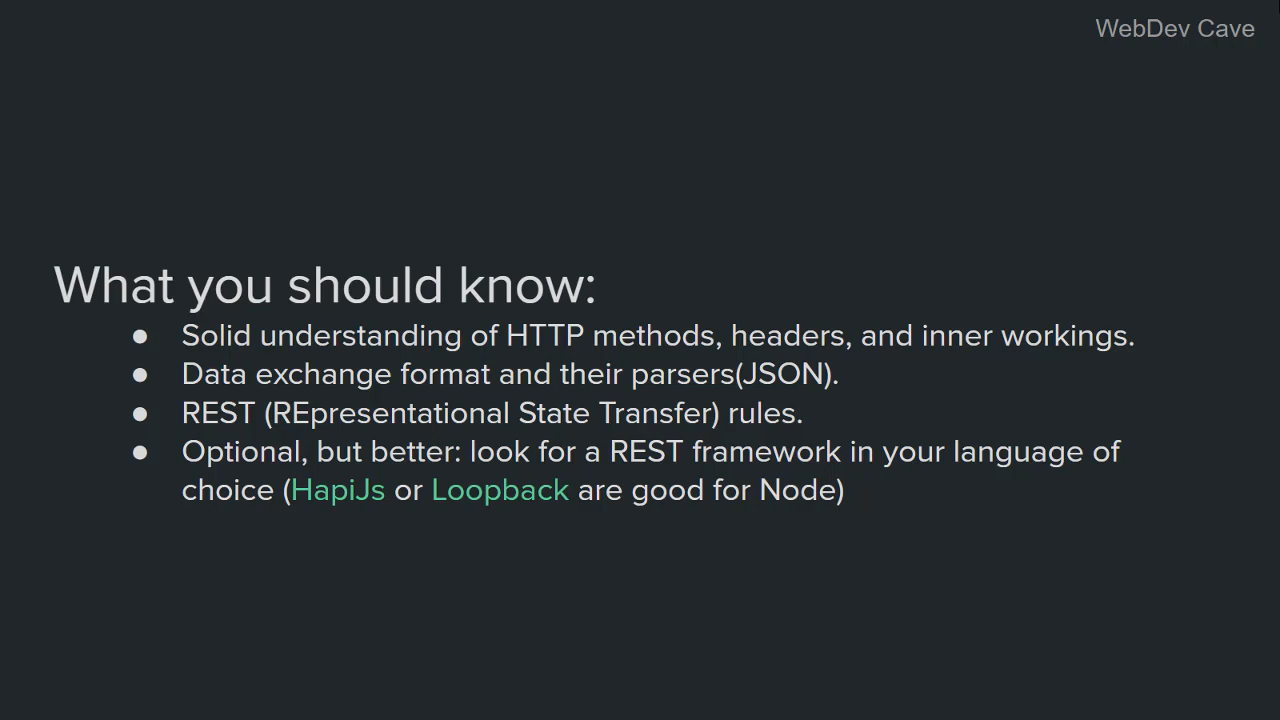 WebDev Cave
What you should know:
● Solid understanding of HTTP methods, headers, and inner workings.
● Data exchange format and their parsers(JSON).
● REST (REpresentational State Transfer) rules.
● Optional, but better: look for a REST framework in your language of
choice (HapiJs or Loopback are good for Node)